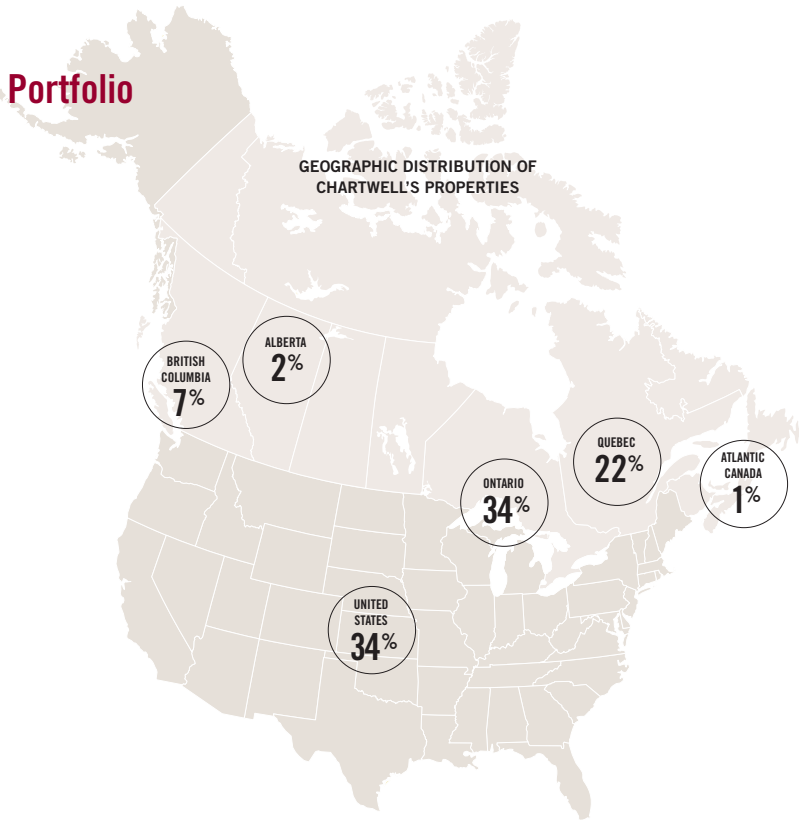 Portfolio
GEOGRAPHIC DISTRIBUTION OF
CHARTWELL'S PROPERTIES
ALBERTA
2%
BRITISH
COLUMBIA
7%
QUEBEC
22%
ATLANTIC
CANADA
1%
ONTARIO
34%
UNITED
STATES
34%